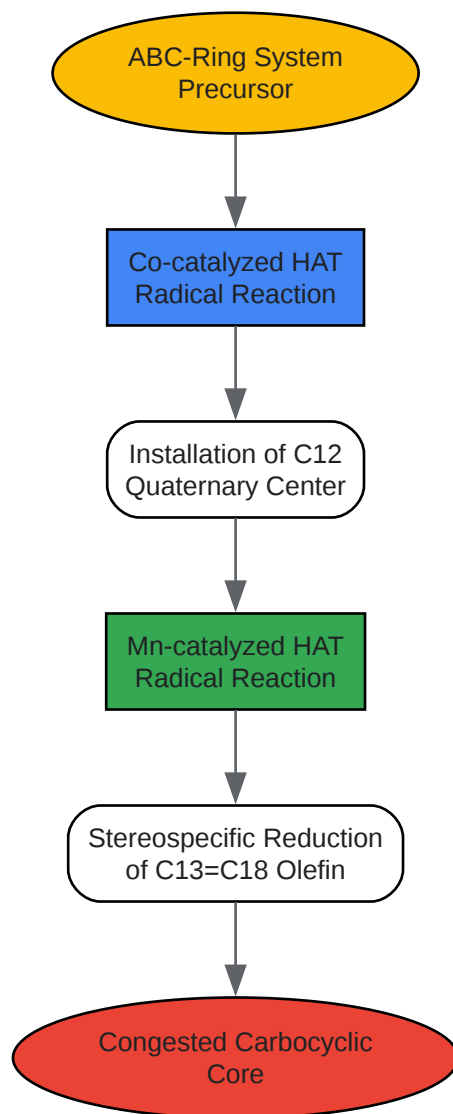 ABC-Ring System
Precursor
Co-catalyzed HAT
Radical Reaction
Installation of C12
Quaternary Center
Mn-catalyzed HAT
Radical Reaction
Stereospecific Reduction
of C13=C18 Olefin
Congested Carbocyclic
Core